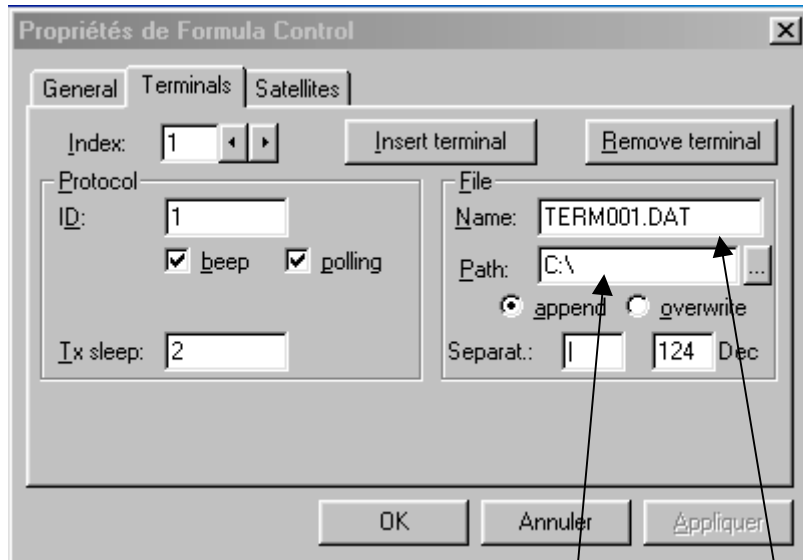 Propriétés de Formula Control
General Terminals Satellites
Index: 1 Insert terminal Remove terminal
Protocol
ID: 1
beep polling
Tx sleep: 2
File
Name: TERM001.DAT
Path: C:\ ...
append overwrite
Separat.: | 124 Dec
OK Annuler Appliquer